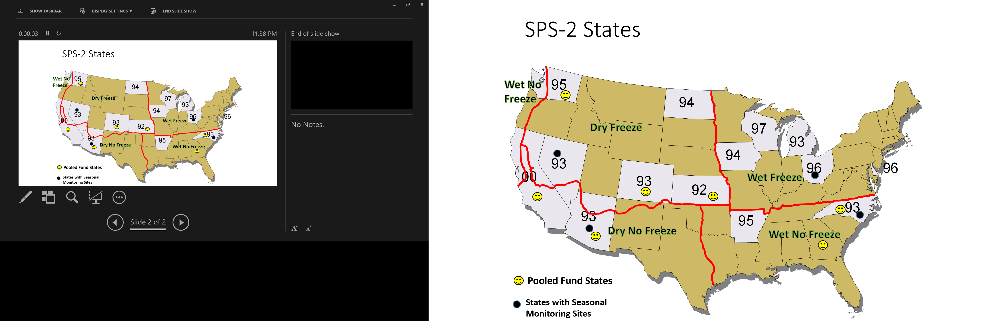 SHOW TASKBAR
DISPLAY SETTINGS ▼
END SLIDE SHOW
0:00:03
11:38 PM
SPS-2 States
Wet No
Freeze
95
94
Dry Freeze
97
93
94
93
96
96
00
93
92
Wet Freeze
93
93
95
Dry No Freeze
Wet No Freeze
Pooled Fund States
States with Seasonal
Monitoring Sites
Slide 2 of 2
End of slide show
No Notes.
A A
SPS-2 States
Wet No
Freeze
95
94
Dry Freeze
97
93
94
93
96
96
00
93
92
Wet Freeze
93
93
95
Dry No Freeze
Wet No Freeze
Pooled Fund States
States with Seasonal
Monitoring Sites